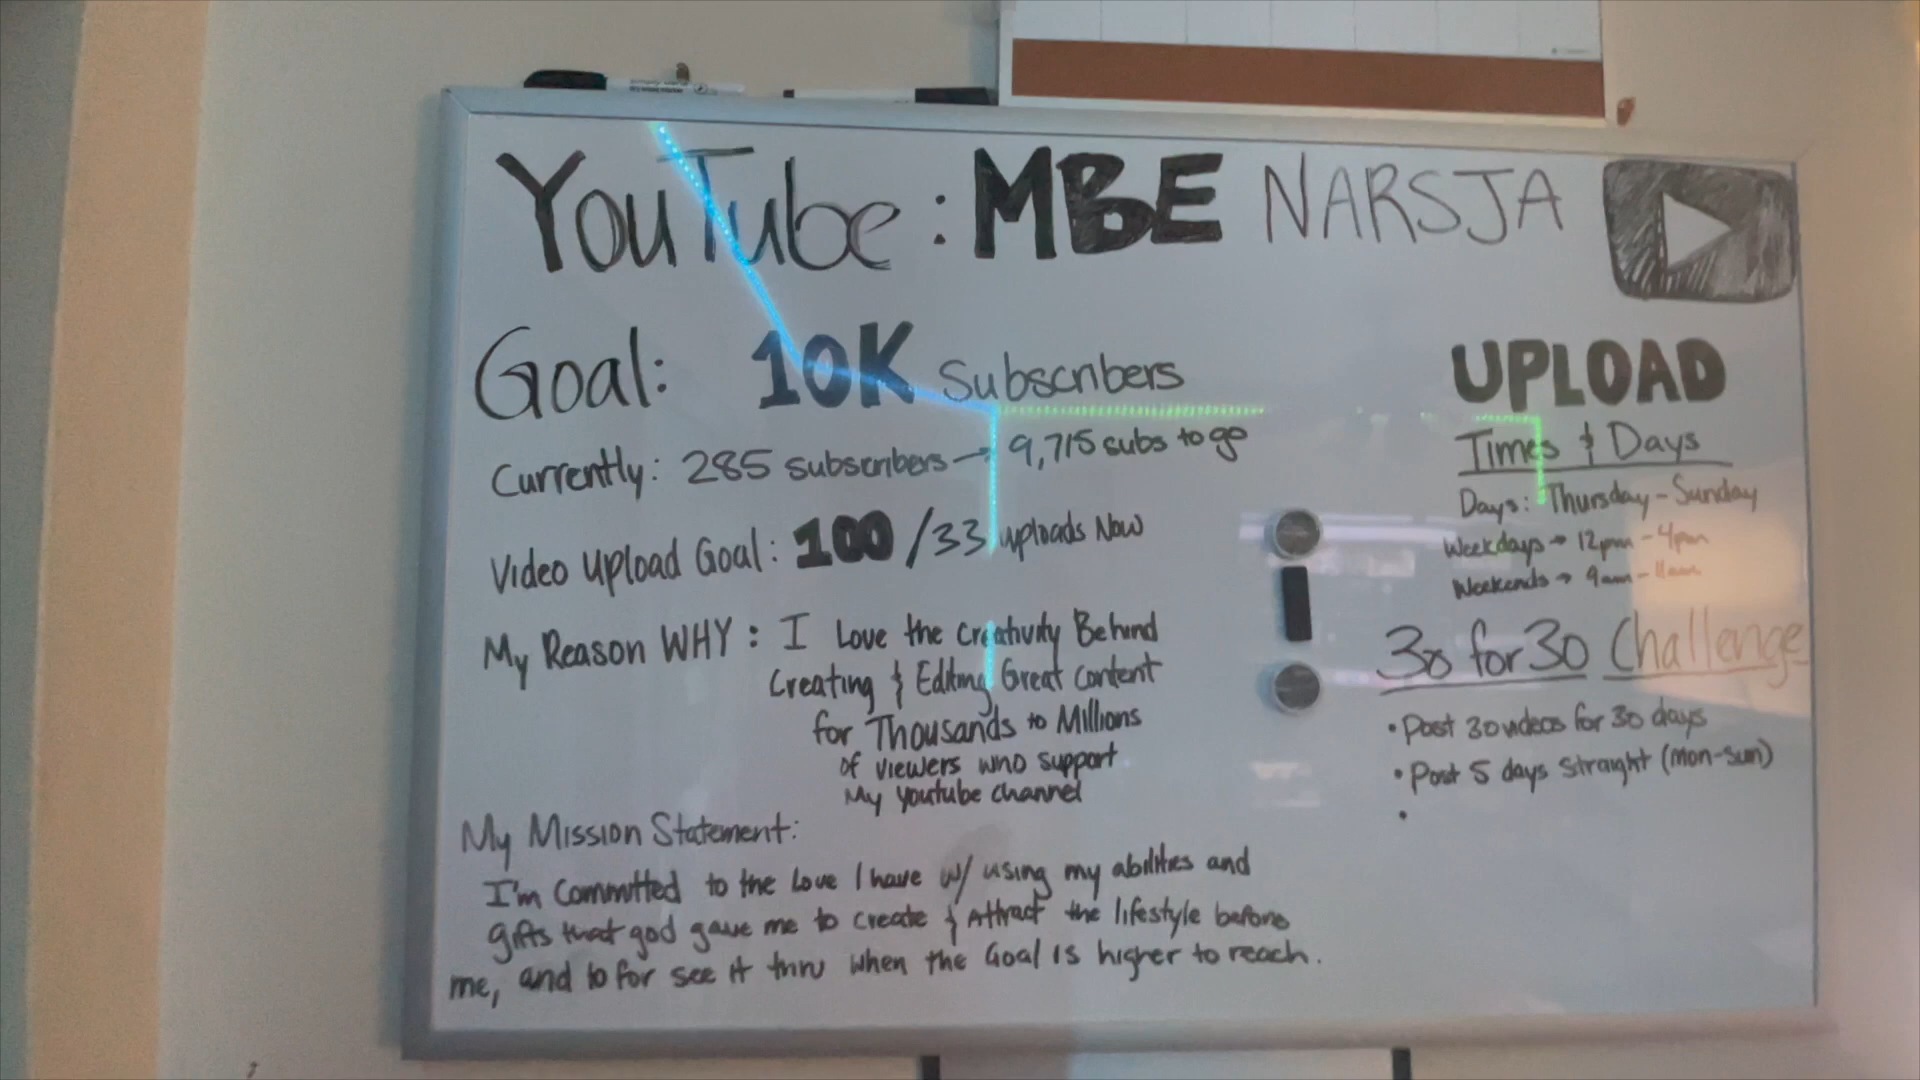 YouTube: MBE NARSJA
Goal: 10K Subscribers
Currently: 285 subscribers → 9,715 subs to go
Video Upload Goal: 100/33 uploads Now
My Reason WHY: I Love the Creativity Behind
Creating & Editing Great Content
for Thousands to Millions
of viewers who support
My youtube channel
My Mission Statement:
I'm Committed to the Love I have w/ using my abilities and
gifts that god gave me to create & Attract the lifestyle before
me, and to for see it thru when the Goal is higher to reach.
UPLOAD
Times & Days
Days: Thursday - Sunday
Weekdays → 12pm - 4pm
Weekends → 9am - 11am
30 for 30 Challenge
• Post 30 videos for 30 days
• Post 5 days straight (mon-sun)
•